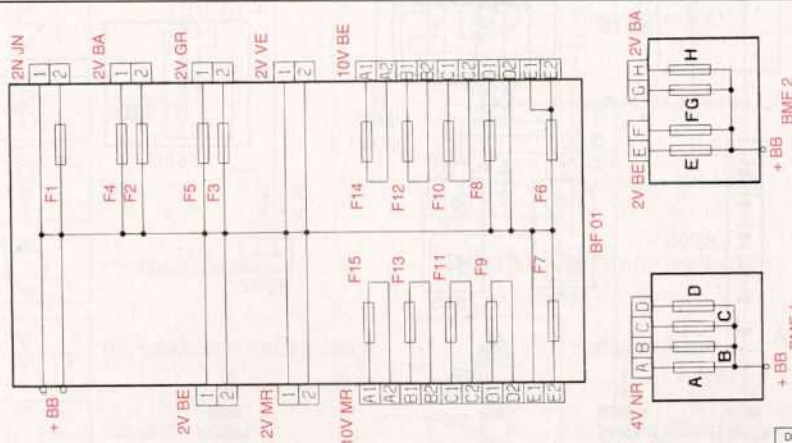 2N JN
1 2
2V BA
1 2
2V GR
1 2
2V VE
1 2
10V BE
A1 A2 B1 B2 C1 C2 D1 D2 E1 E2
F1
F4
F2
F5
F3
F14
F12
F10
F8
F6
F15
F13
F11
F9
F7
BF 01
+ BB
2V BE
1 2
2V MR
1 2
10V MR
A1 A2 B1 B2 C1 C2 D1 D2 E1 E2
2V BE
E F
G H
2V BA
E
F G
H
+ BB
BMF 2
4V NR
A B C D
A
B
C
D
+ BB